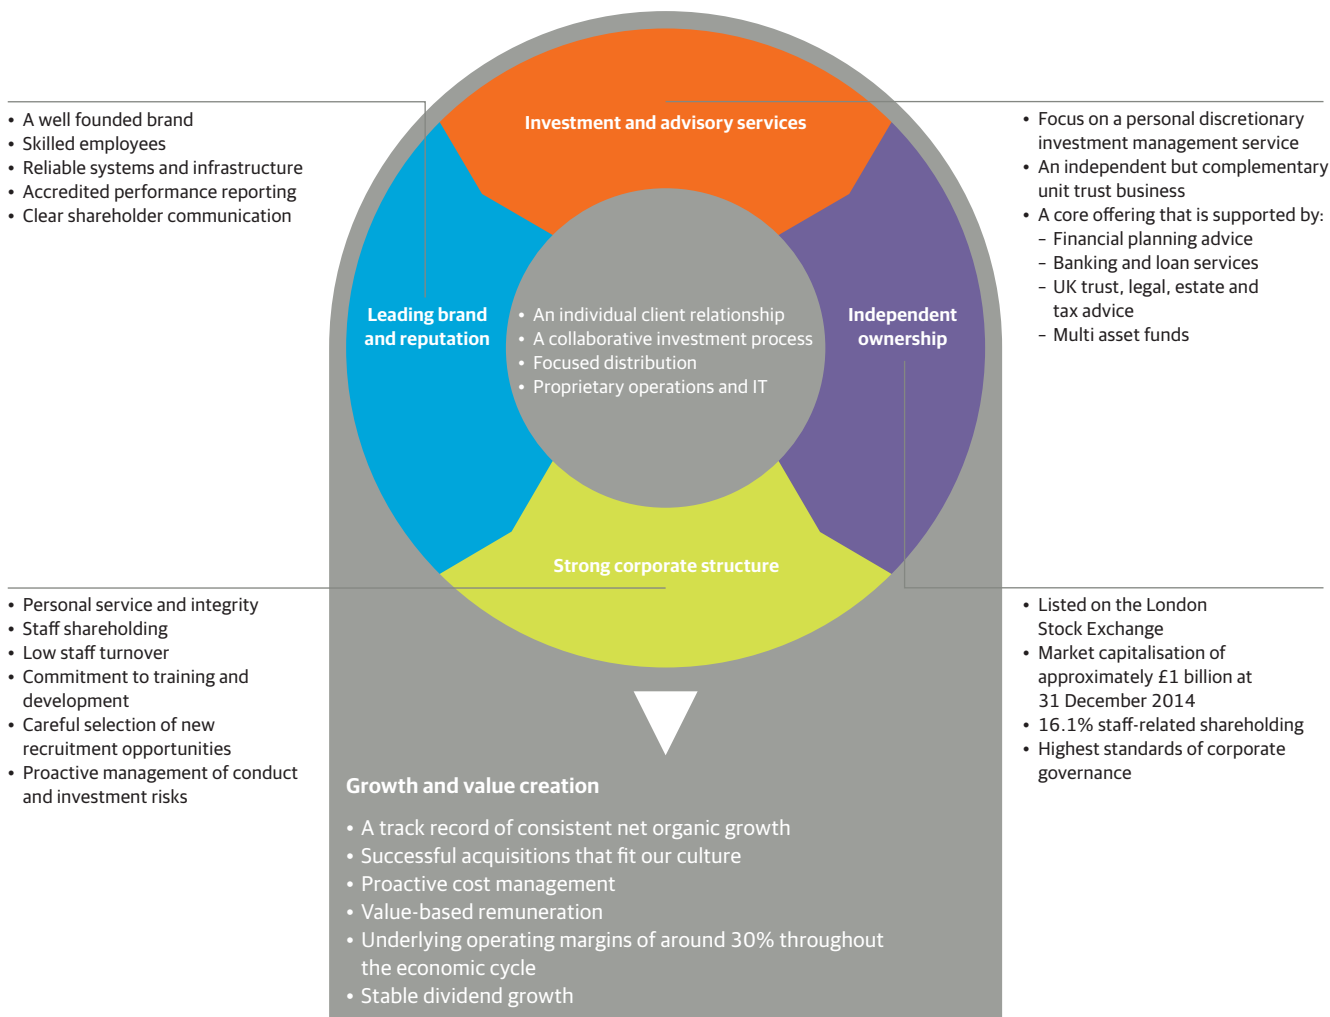 Investment and advisory services
• A well founded brand
• Skilled employees
• Reliable systems and infrastructure
• Accredited performance reporting
• Clear shareholder communication
• Focus on a personal discretionary
investment management service
• An independent but complementary
unit trust business
• A core offering that is supported by:
– Financial planning advice
– Banking and loan services
– UK trust, legal, estate and
tax advice
– Multi asset funds
Leading brand
and reputation
• An individual client relationship
• A collaborative investment process
• Focused distribution
• Proprietary operations and IT
Independent
ownership
Strong corporate structure
• Personal service and integrity
• Staff shareholding
• Low staff turnover
• Commitment to training and
development
• Careful selection of new
recruitment opportunities
• Proactive management of conduct
and investment risks
• Listed on the London
Stock Exchange
• Market capitalisation of
approximately £1 billion at
31 December 2014
• 16.1% staff-related shareholding
• Highest standards of corporate
governance
Growth and value creation
• A track record of consistent net organic growth
• Successful acquisitions that fit our culture
• Proactive cost management
• Value-based remuneration
• Underlying operating margins of around 30% throughout
the economic cycle
• Stable dividend growth